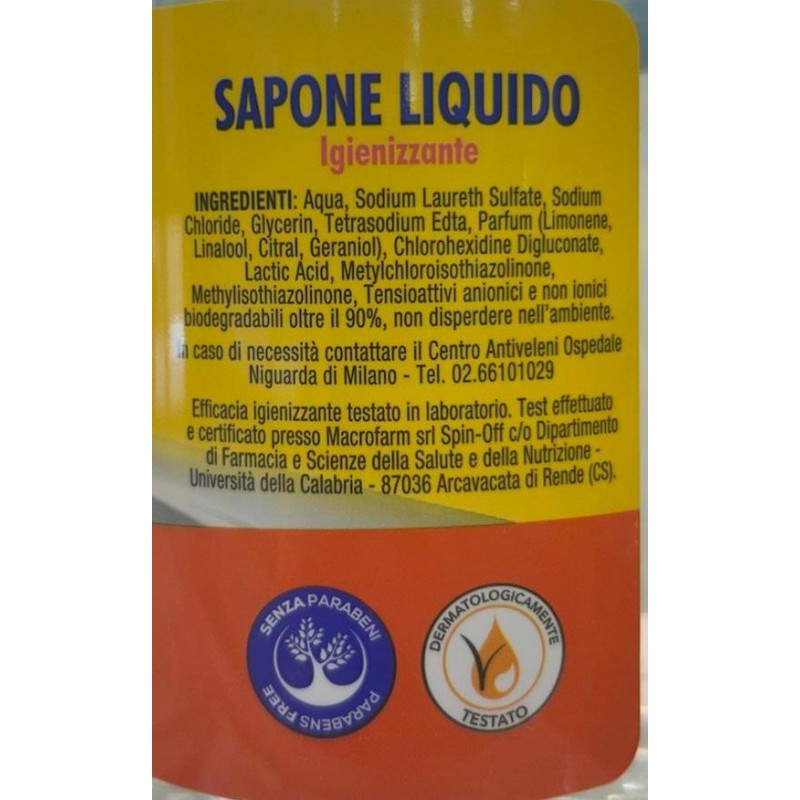 SAPONE LIQUIDO
Igienizzante
INGREDIENTI: Aqua, Sodium Laureth Sulfate, Sodium
Chloride, Glycerin, Tetrasodium Edta, Parfum (Limonene,
Linalool, Citral, Geraniol), Chlorohexidine Digluconate,
Lactic Acid, Metylchloroisothiazolinone,
Methylisothiazolinone, Tensioattivi anionici e non ionici
biodegradabili oltre il 90%, non disperdere nell'ambiente.
In caso di necessità contattare il Centro Antiveleni Ospedale
Niguarda di Milano - Tel. 02.66101029
Efficacia igienizzante testato in laboratorio. Test effettuato
e certificato presso Macrofarm srl Spin-Off c/o Dipartimento
di Farmacia e Scienze della Salute e della Nutrizione -
Università della Calabria - 87036 Arcavacata di Rende (CS).
SENZA PARABENI
PARABENS FREE
DERMATOLOGICAMENTE
TESTATO